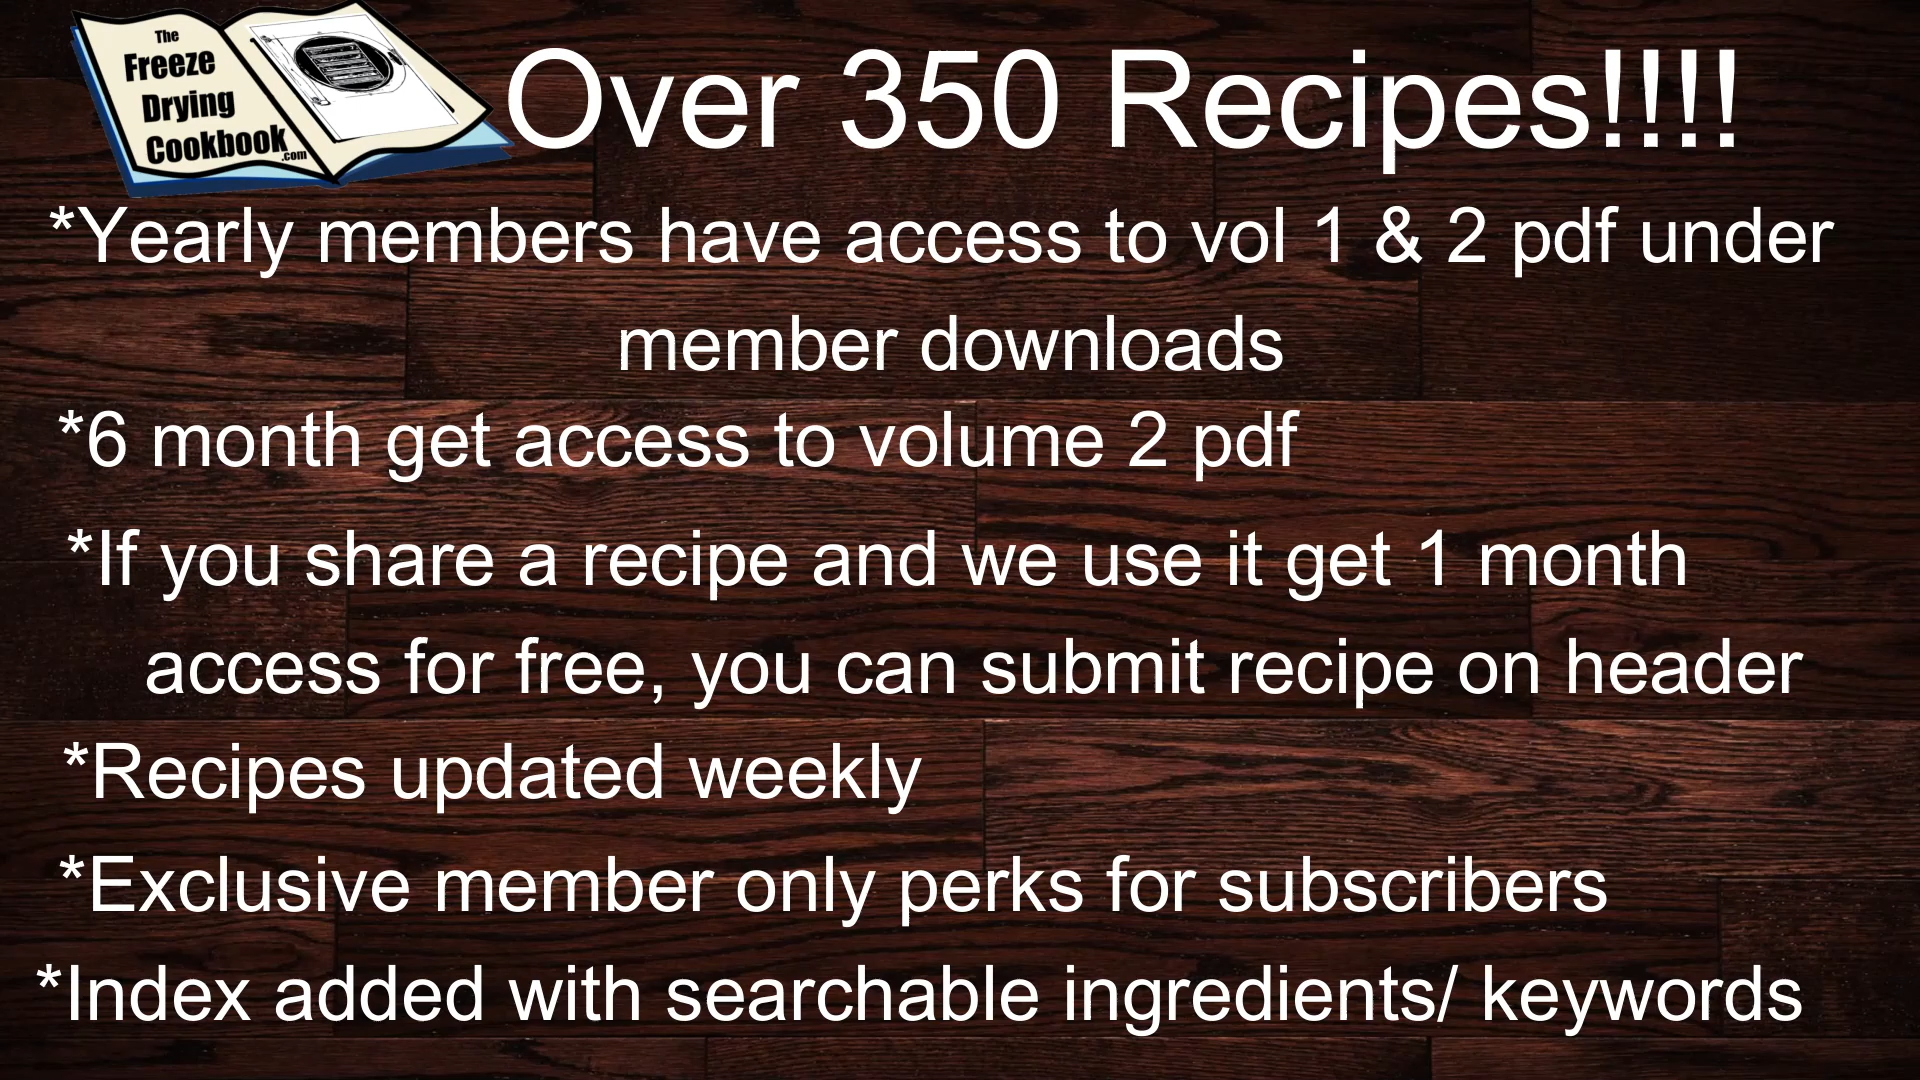 The
Freeze
Drying
Cookbook
.com
Over 350 Recipes!!!!
*Yearly members have access to vol 1 & 2 pdf under
member downloads
*6 month get access to volume 2 pdf
*If you share a recipe and we use it get 1 month
access for free, you can submit recipe on header
*Recipes updated weekly
*Exclusive member only perks for subscribers
*Index added with searchable ingredients/ keywords